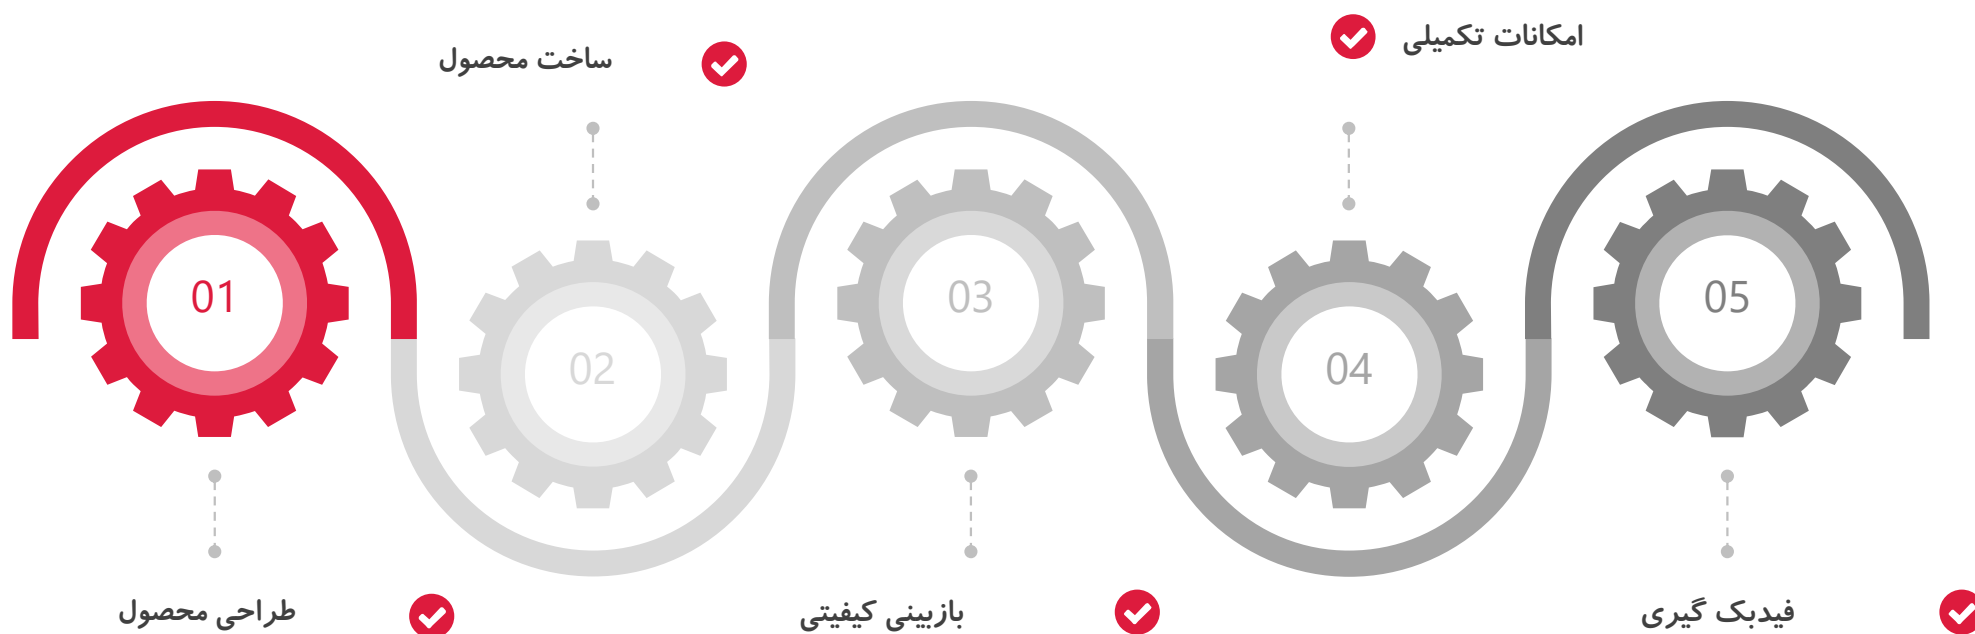 امکانات تکمیلی
ساخت محصول
01
02
03
04
05
طراحی محصول
بازبینی کیفیتی
فیدبک گیری